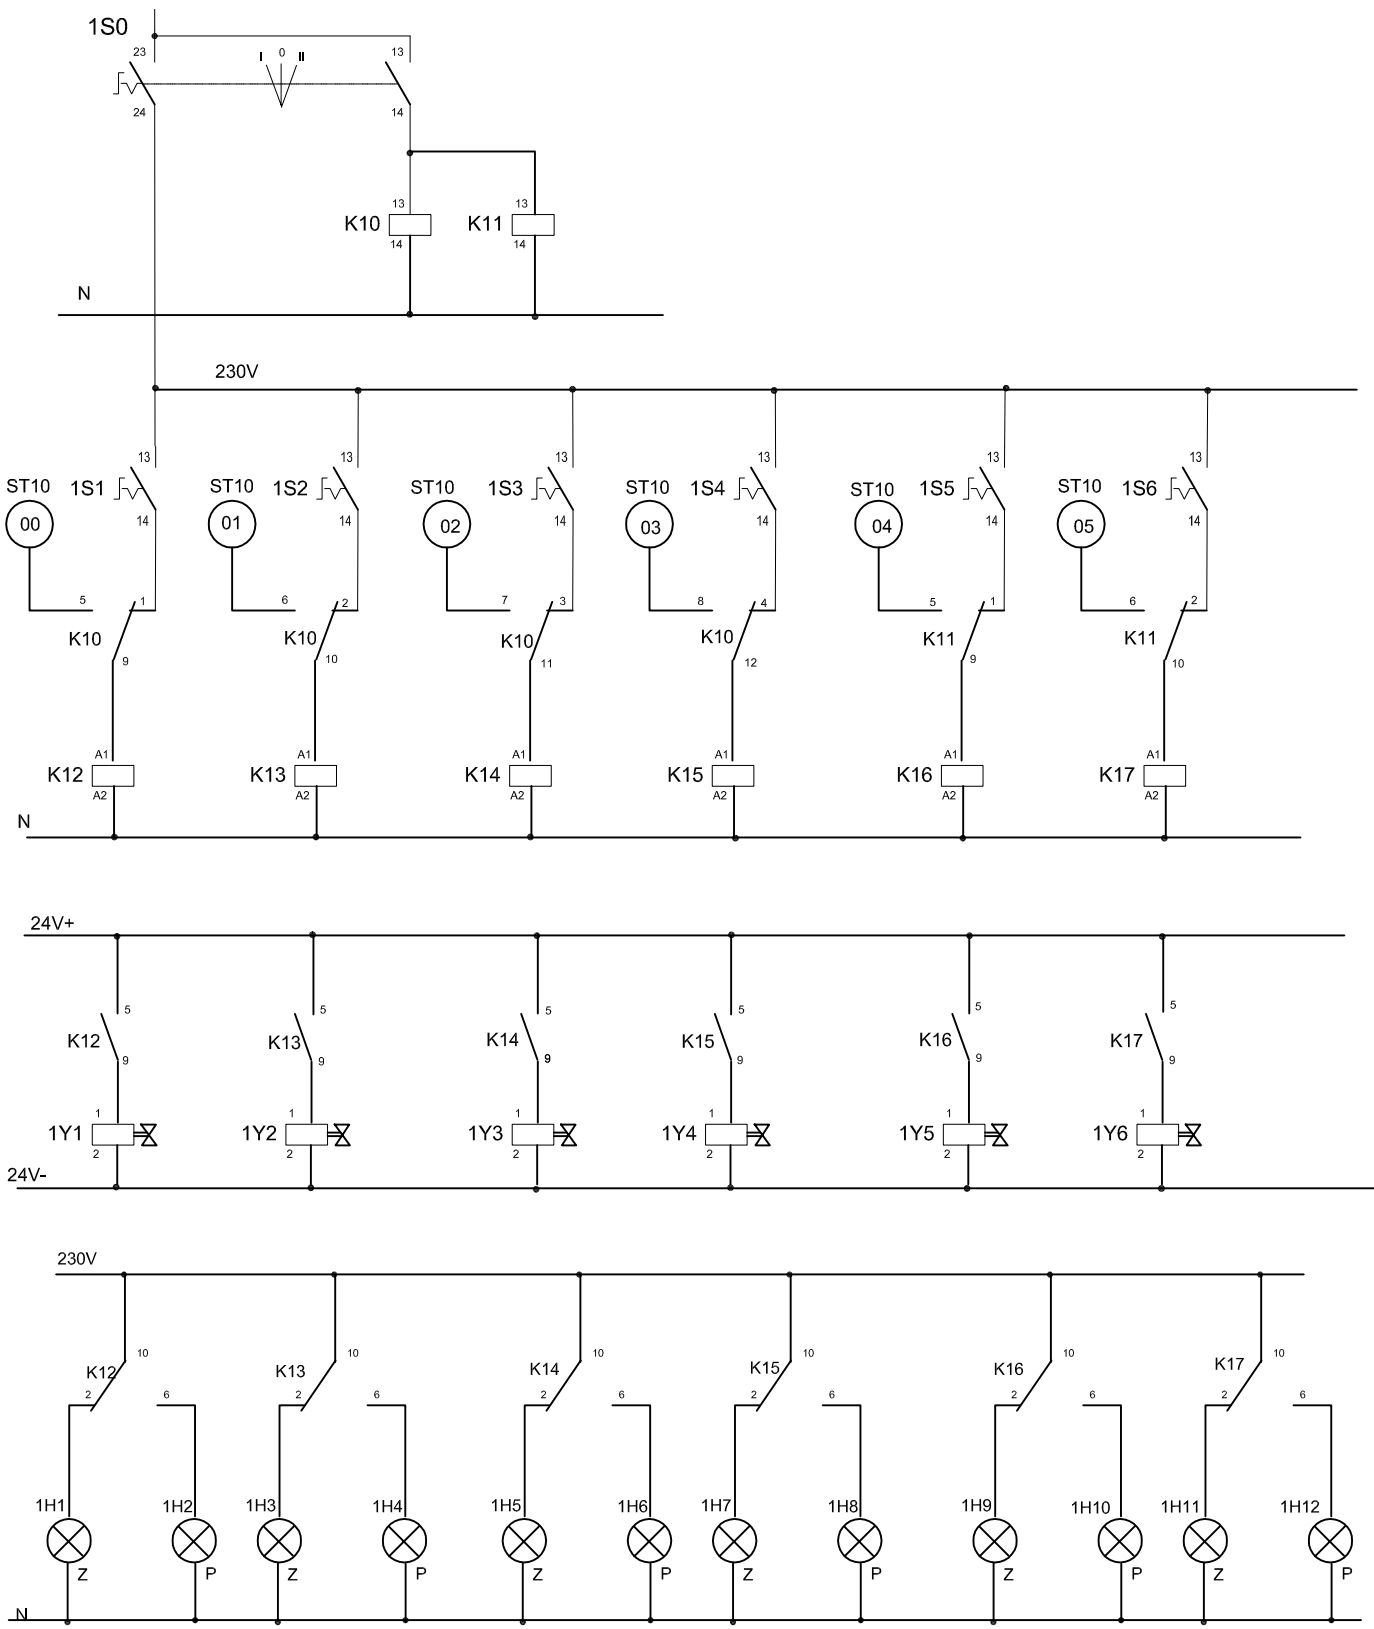 1S0
23 I 0 II 13
24 14
13 13
K10 K11
14 14
N
230V
13 13 13 13 13 13
ST10 1S1 ST10 1S2 ST10 1S3 ST10 1S4 ST10 1S5 ST10 1S6
00 14 01 14 02 14 03 14 04 14 05 14
5 1 6 2 7 3 8 4 5 1 6 2
K10 K10 K10 K10 K11 K11
9 10 11 12 9 10
A1 A1 A1 A1 A1 A1
K12 K13 K14 K15 K16 K17
A2 A2 A2 A2 A2 A2
N
24V+
5 5 5 5 5 5
K12 K13 K14 K15 K16 K17
9 9 9 9 9 9
1 1 1 1 1 1
1Y1 1Y2 1Y3 1Y4 1Y5 1Y6
2 2 2 2 2 2
24V-
230V
10 10 10 10 10 10
K12 K13 K14 K15 K16 K17
2 6 2 6 2 6 2 6 2 6 2 6
1H1 1H2 1H3 1H4 1H5 1H6 1H7 1H8 1H9 1H10 1H11 1H12
Z P Z P Z P Z P Z P Z P
N